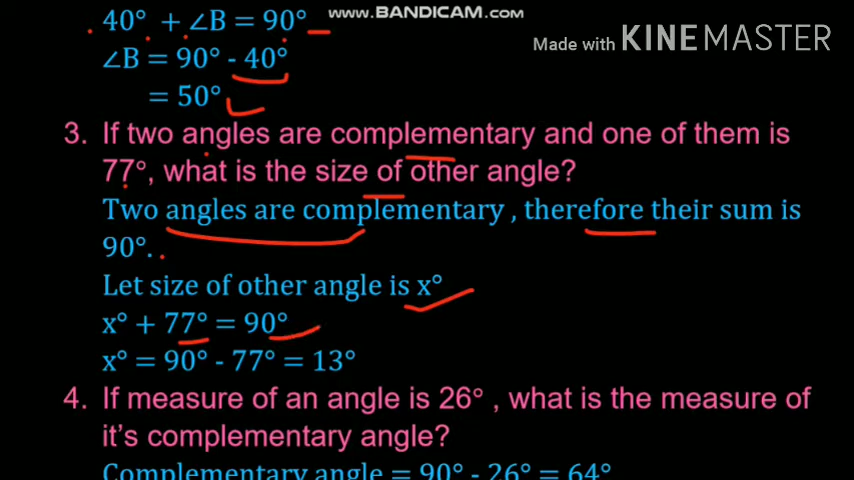 www.BANDICAM.com
Made with KINEMASTER
40° + ∠B = 90°
∠B = 90° - 40°
= 50°
3. If two angles are complementary and one of them is
77°, what is the size of other angle?
Two angles are complementary , therefore their sum is
90°.
Let size of other angle is x°
x° + 77° = 90°
x° = 90° - 77° = 13°
4. If measure of an angle is 26° , what is the measure of
it's complementary angle?
Complementary angle = 90° - 26° = 64°